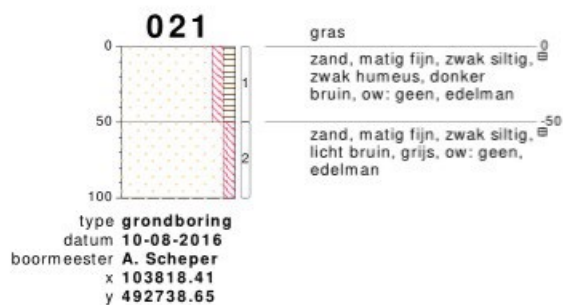 021
gras
0 0
zand, matig fijn, zwak siltig,
zwak humeus, donker
bruin, ow: geen, edelman
1
50 -50
zand, matig fijn, zwak siltig,
licht bruin, grijs, ow: geen,
edelman
2
100
type grondboring
datum 10-08-2016
boormeester A. Scheper
x 103818.41
y 492738.65